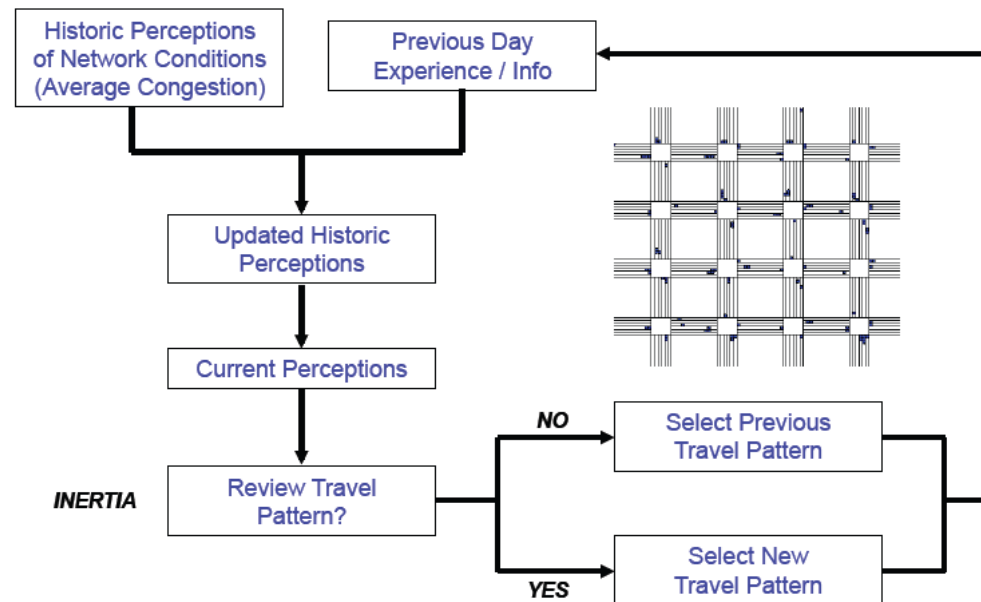 Historic Perceptions
of Network Conditions
(Average Congestion)
Previous Day
Experience / Info
Updated Historic
Perceptions
Current Perceptions
INERTIA
Review Travel
Pattern?
NO
Select Previous
Travel Pattern
YES
Select New
Travel Pattern